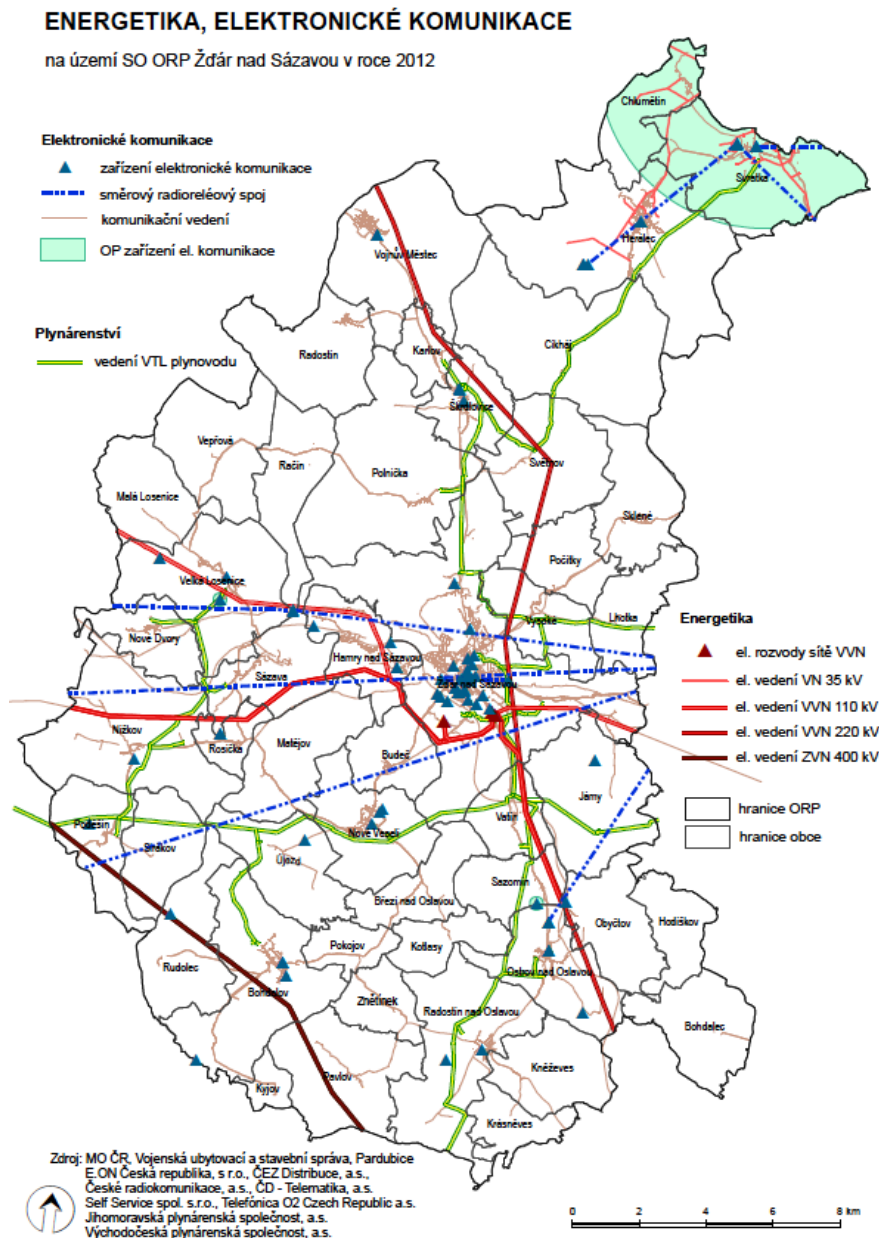 ENERGETIKA, ELEKTRONICKÉ KOMUNIKACE
na území SO ORP Žďár nad Sázavou v roce 2012
Elektronické komunikace
zařízení elektronické komunikace
směrový radioreléový spoj
komunikační vedení
OP zařízení el. komunikace
Plynárenství
vedení VTL plynovodu
Chlumětín
Svratka
Herálec
Vojnův Městec
Cikháj
Radostín
Karlov
Škrdlovice
Vepřová
Račín
Polnička
Světnov
Malá Losenice
Sklené
Počítky
Velká Losenice
Nové Dvory
Hamry nad Sázavou
Vysoké
Lhotka
Sázava
Žďár nad Sázavou
Nížkov
Rosička
Matějov
Budeč
Jámy
Poděšín
Sirákov
Nové Veselí
Vatín
Újezd
Sazomín
Březí nad Oslavou
Obyčtov
Hodíškov
Rudolec
Bohdalov
Pokojov
Kotlasy
Ostrov nad Oslavou
Znětínek
Radostín nad Oslavou
Bohdalec
Kyjov
Pavlov
Kněževes
Krásněves
Energetika
el. rozvody sítě VVN
el. vedení VN 35 kV
el. vedení VVN 110 kV
el. vedení VVN 220 kV
el. vedení ZVN 400 kV
hranice ORP
hranice obce
Zdroj: MO ČR, Vojenská ubytovací a stavební správa, Pardubice
E.ON Česká republika, s r.o., ČEZ Distribuce, a.s.,
České radiokomunikace, a.s., ČD - Telematika, a.s.
Self Service spol. s.r.o., Telefónica O2 Czech Republic a.s.
Jihomoravská plynárenská společnost, a.s.
Východočeská plynárenská společnost, a.s.
0 2 4 6 8 km